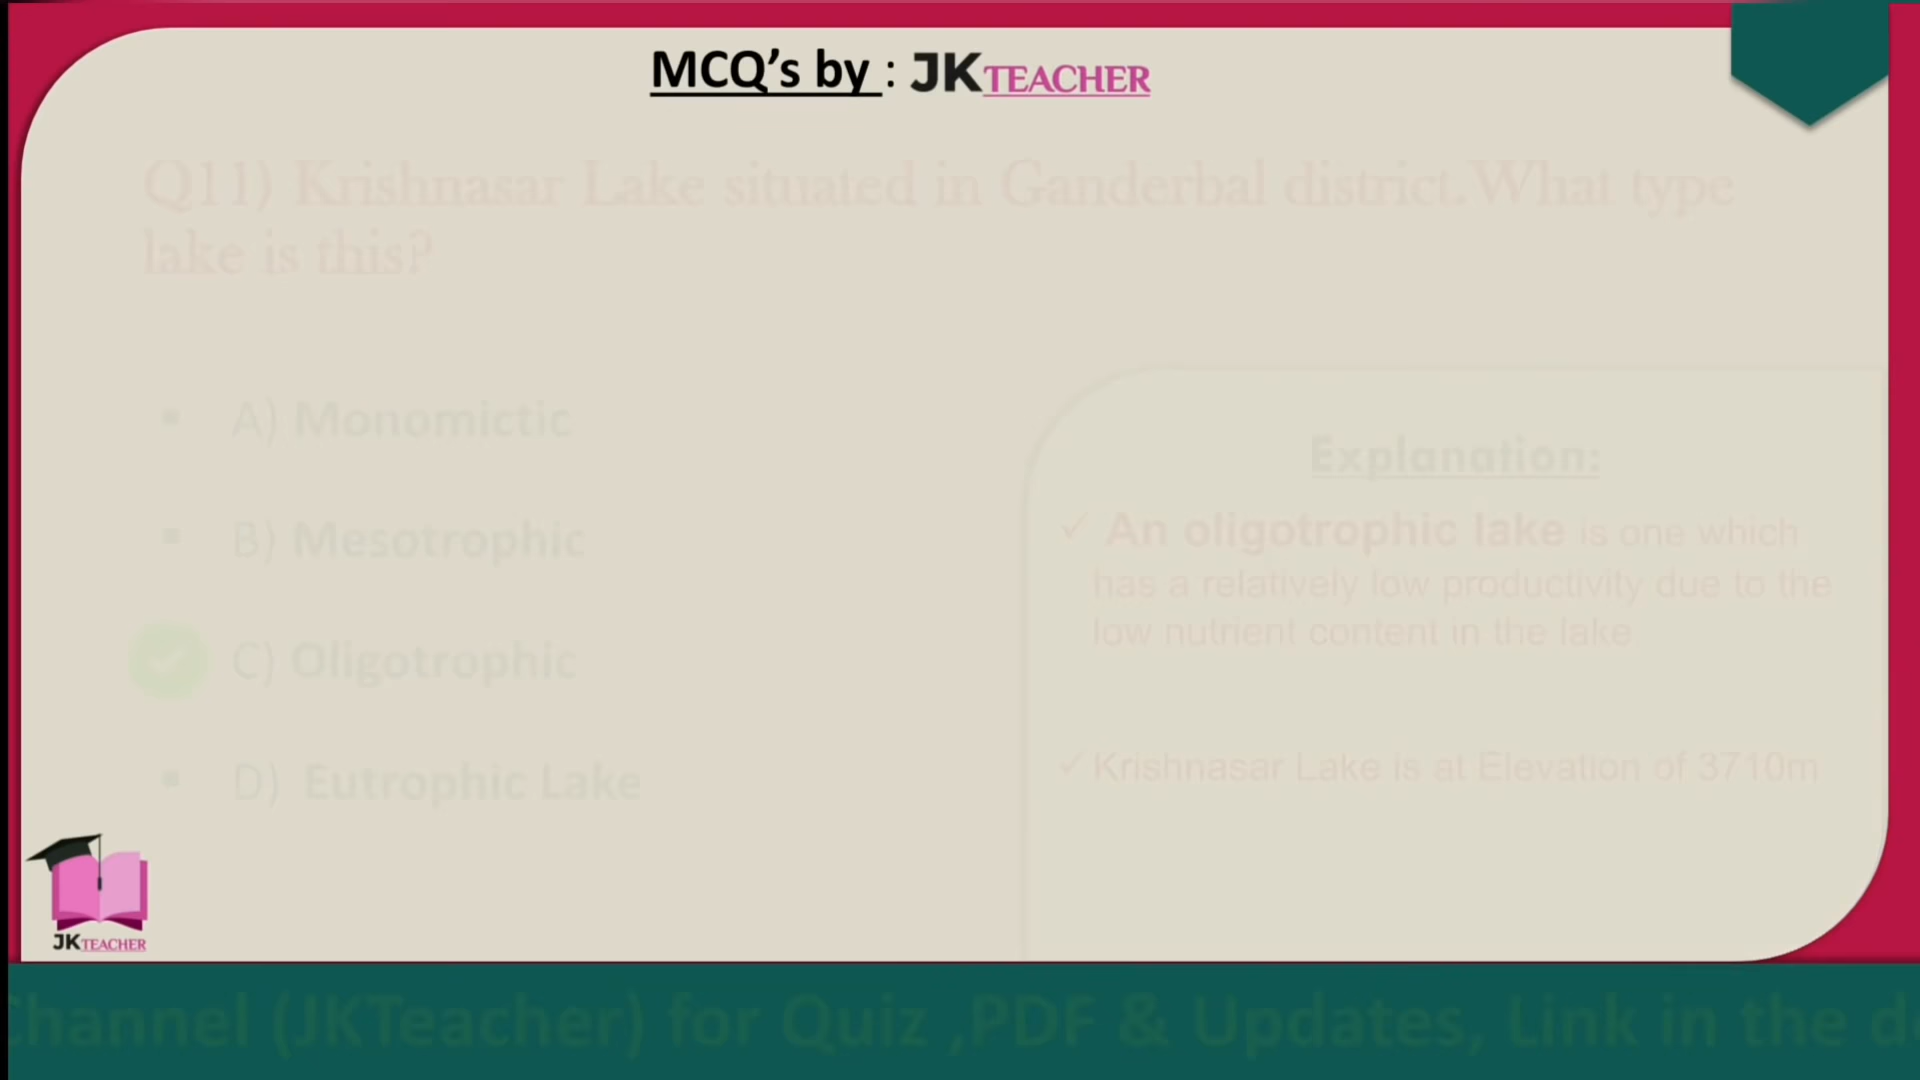 MCQ's by : JKTEACHER
Q11) Krishnasar Lake situated in Ganderbal district.What type
lake is this?
A) Monomictic
B) Mesotrophic
C) Oligotrophic
D) Eutrophic Lake
Explanation:
✓ An oligotrophic lake is one which
has a relatively low productivity due to the
low nutrient content in the lake
✓ Krishnasar Lake is at Elevation of 3710m
JKTEACHER
Channel (JKTeacher) for Quiz ,PDF & Updates, Link in the